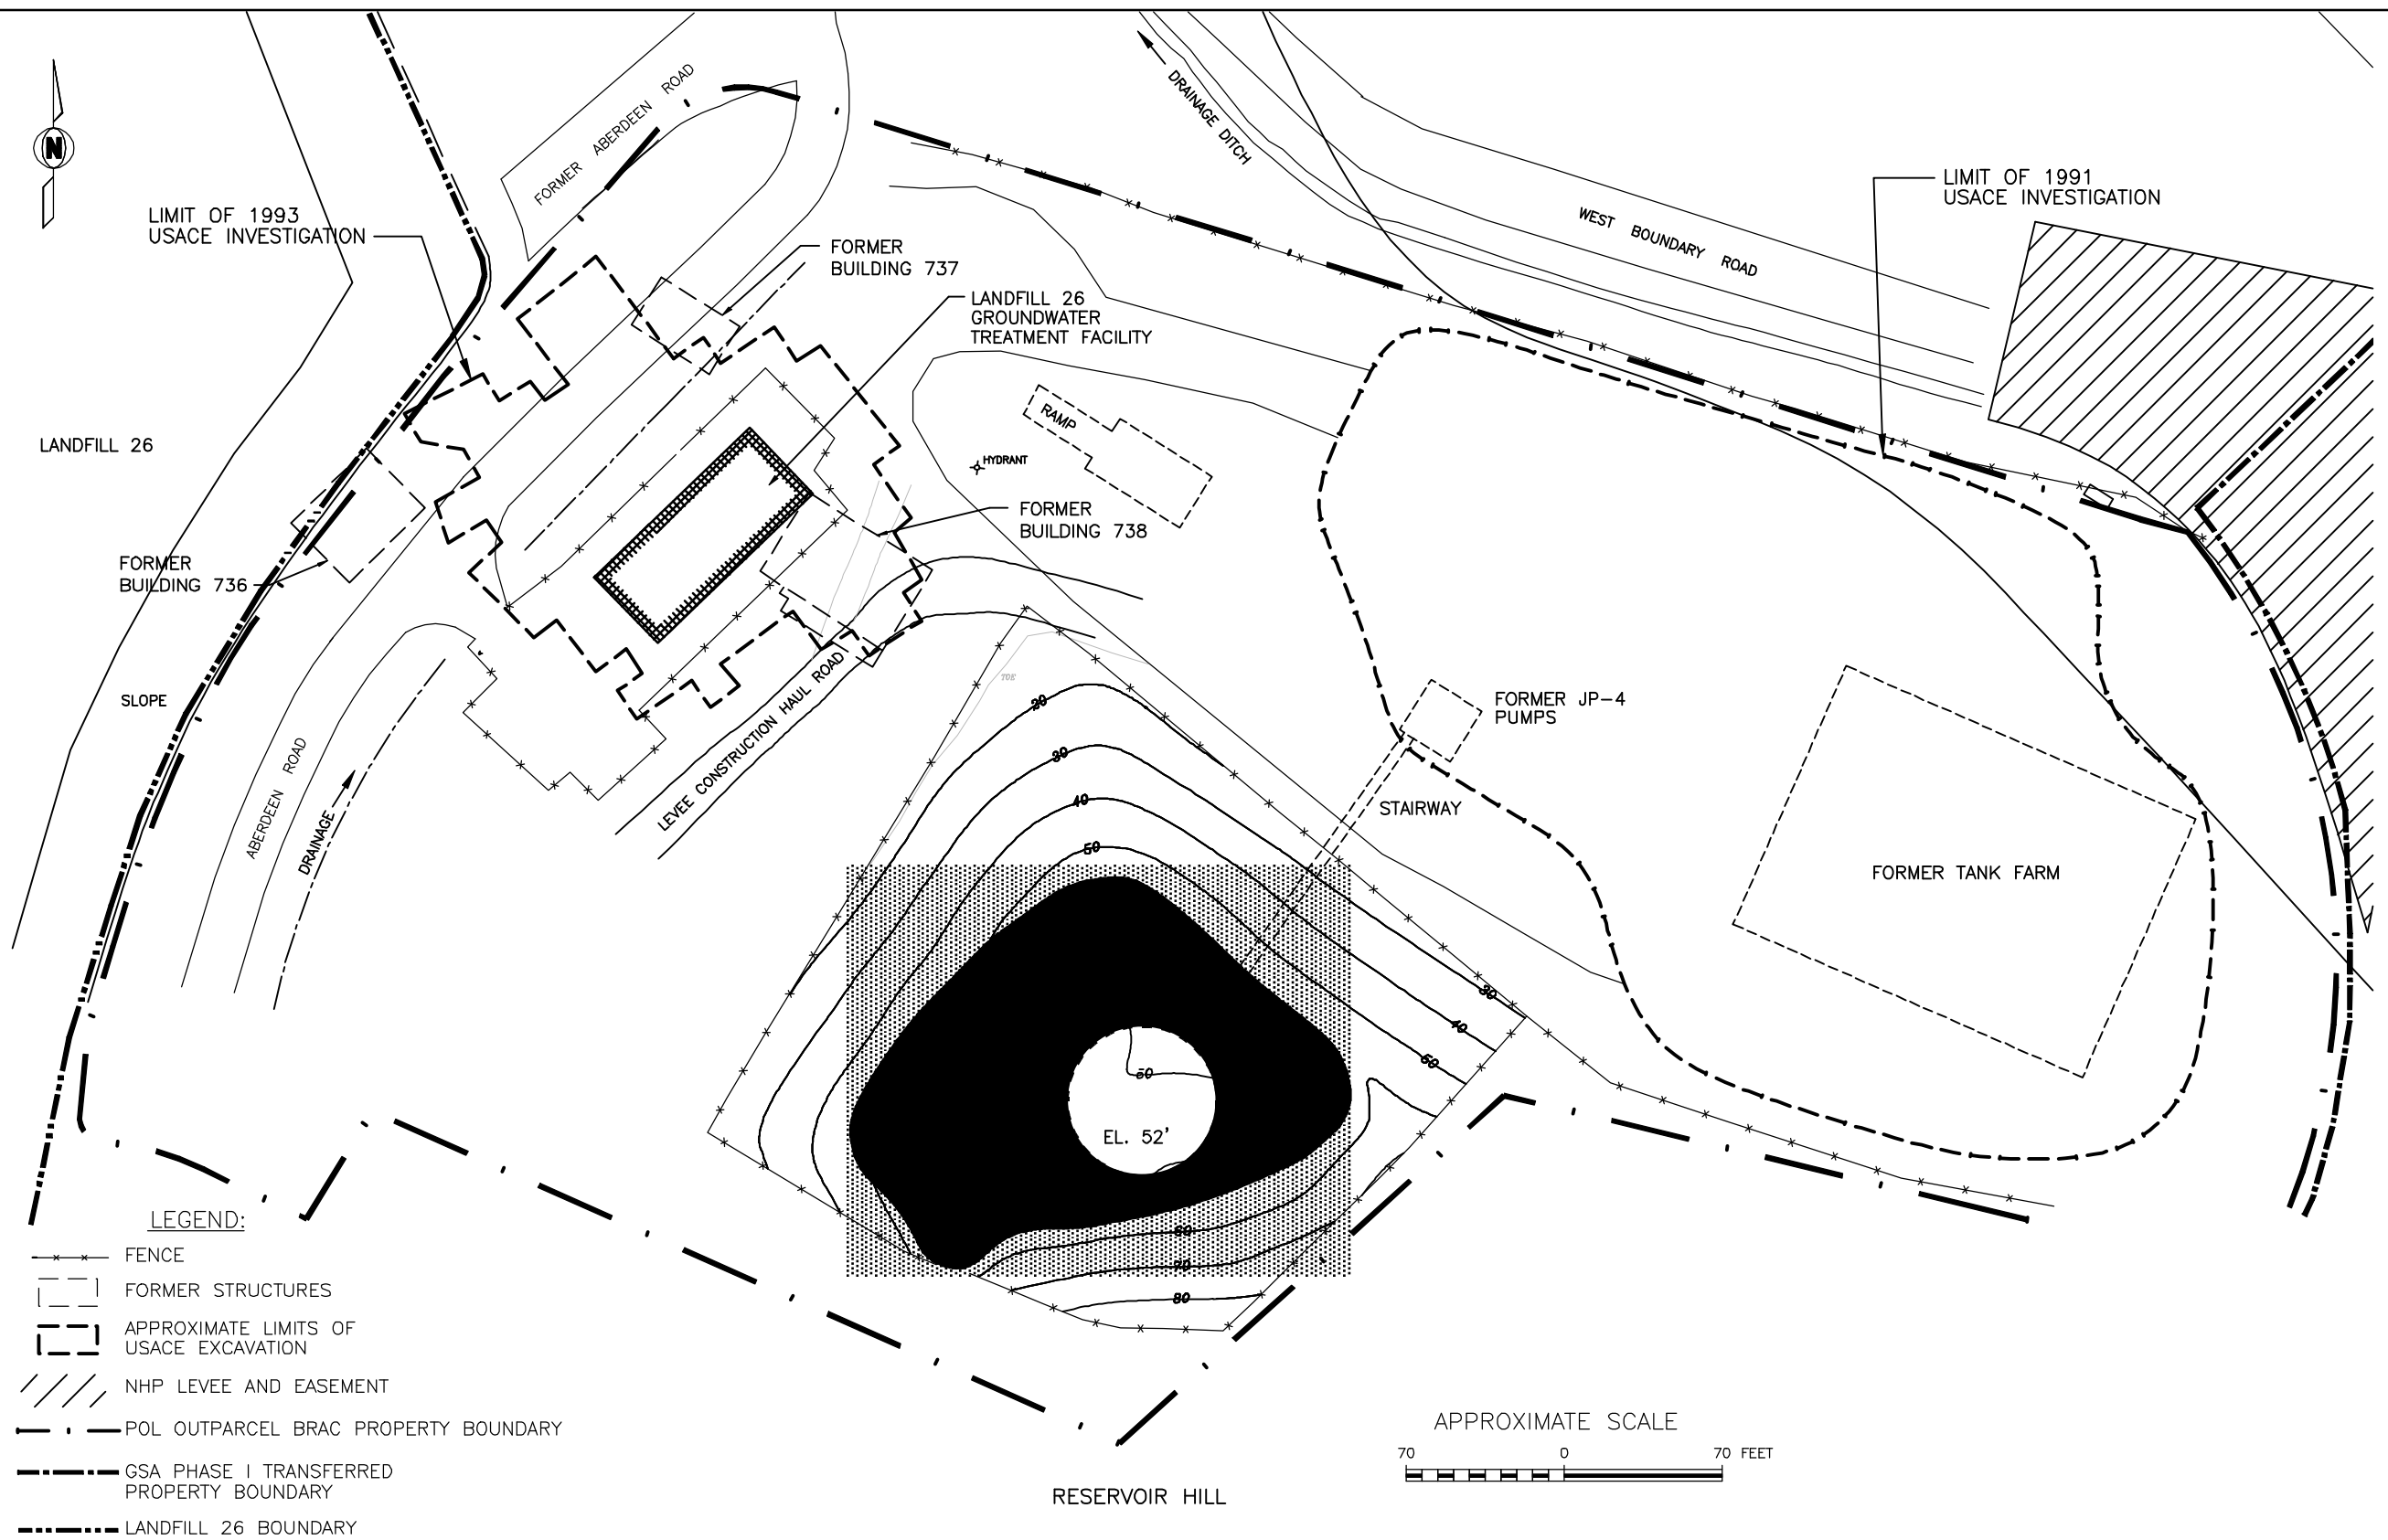 N
FORMER ABERDEEN ROAD
DRAINAGE DITCH
WEST BOUNDARY ROAD
LIMIT OF 1991
USACE INVESTIGATION
LIMIT OF 1993
USACE INVESTIGATION
FORMER
BUILDING 737
LANDFILL 26
GROUNDWATER
TREATMENT FACILITY
RAMP
HYDRANT
LANDFILL 26
FORMER
BUILDING 738
FORMER
BUILDING 736
SLOPE
ABERDEEN ROAD
DRAINAGE
LEVEE CONSTRUCTION HAUL ROAD
TOE
20
30
40
50
FORMER JP-4
PUMPS
STAIRWAY
FORMER TANK FARM
30
40
50
50
EL. 52'
60
70
80
LEGEND:
FENCE
FORMER STRUCTURES
APPROXIMATE LIMITS OF
USACE EXCAVATION
NHP LEVEE AND EASEMENT
POL OUTPARCEL BRAC PROPERTY BOUNDARY
GSA PHASE I TRANSFERRED
PROPERTY BOUNDARY
LANDFILL 26 BOUNDARY
RESERVOIR HILL
APPROXIMATE SCALE
70 0 70 FEET